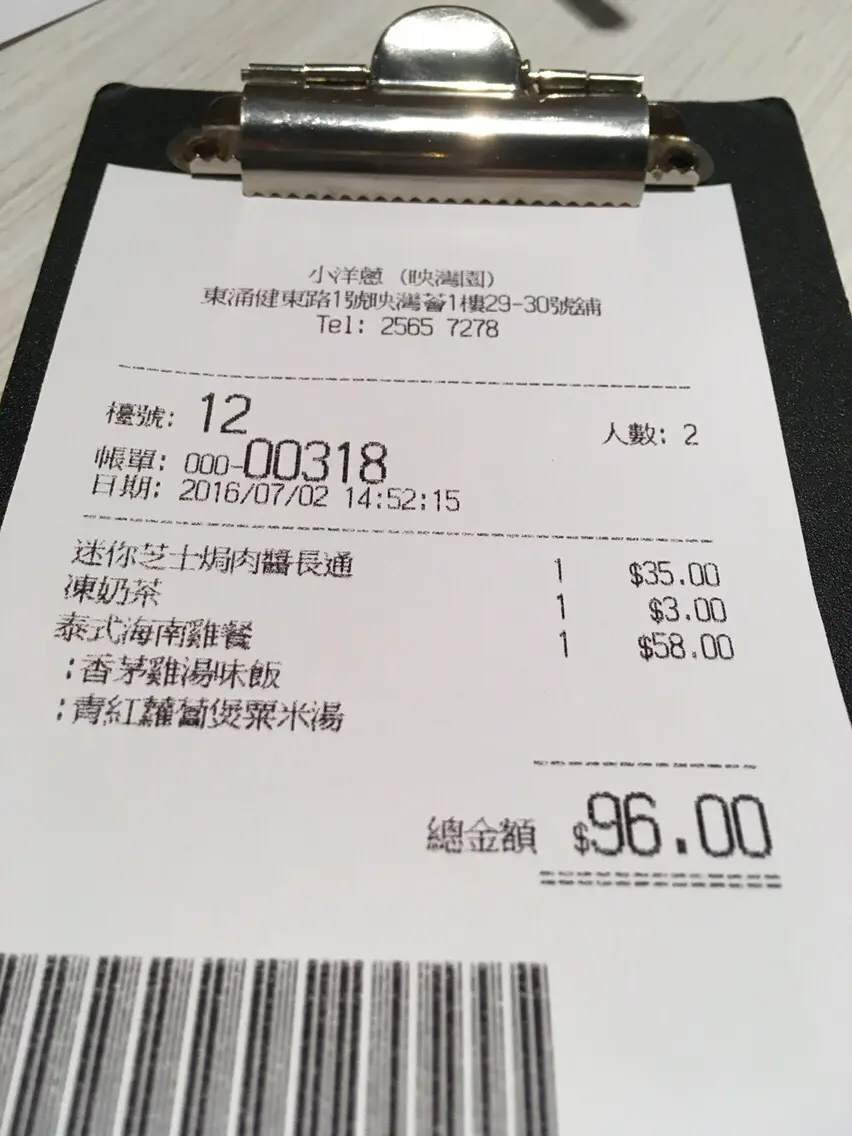 小洋蔥 (映灣園)
東涌健東路1號映灣薈1樓29-30號舖
Tel: 2565 7278
檯號: 12 人數: 2
帳單: 000-00318
日期: 2016/07/02 14:52:15
迷你芝士焗肉醬長通 1 $35.00
凍奶茶 1 $3.00
泰式海南雞餐 1 $58.00
:香茅雞湯味飯
:青紅蘿蔔煲粟米湯
總金額 $96.00